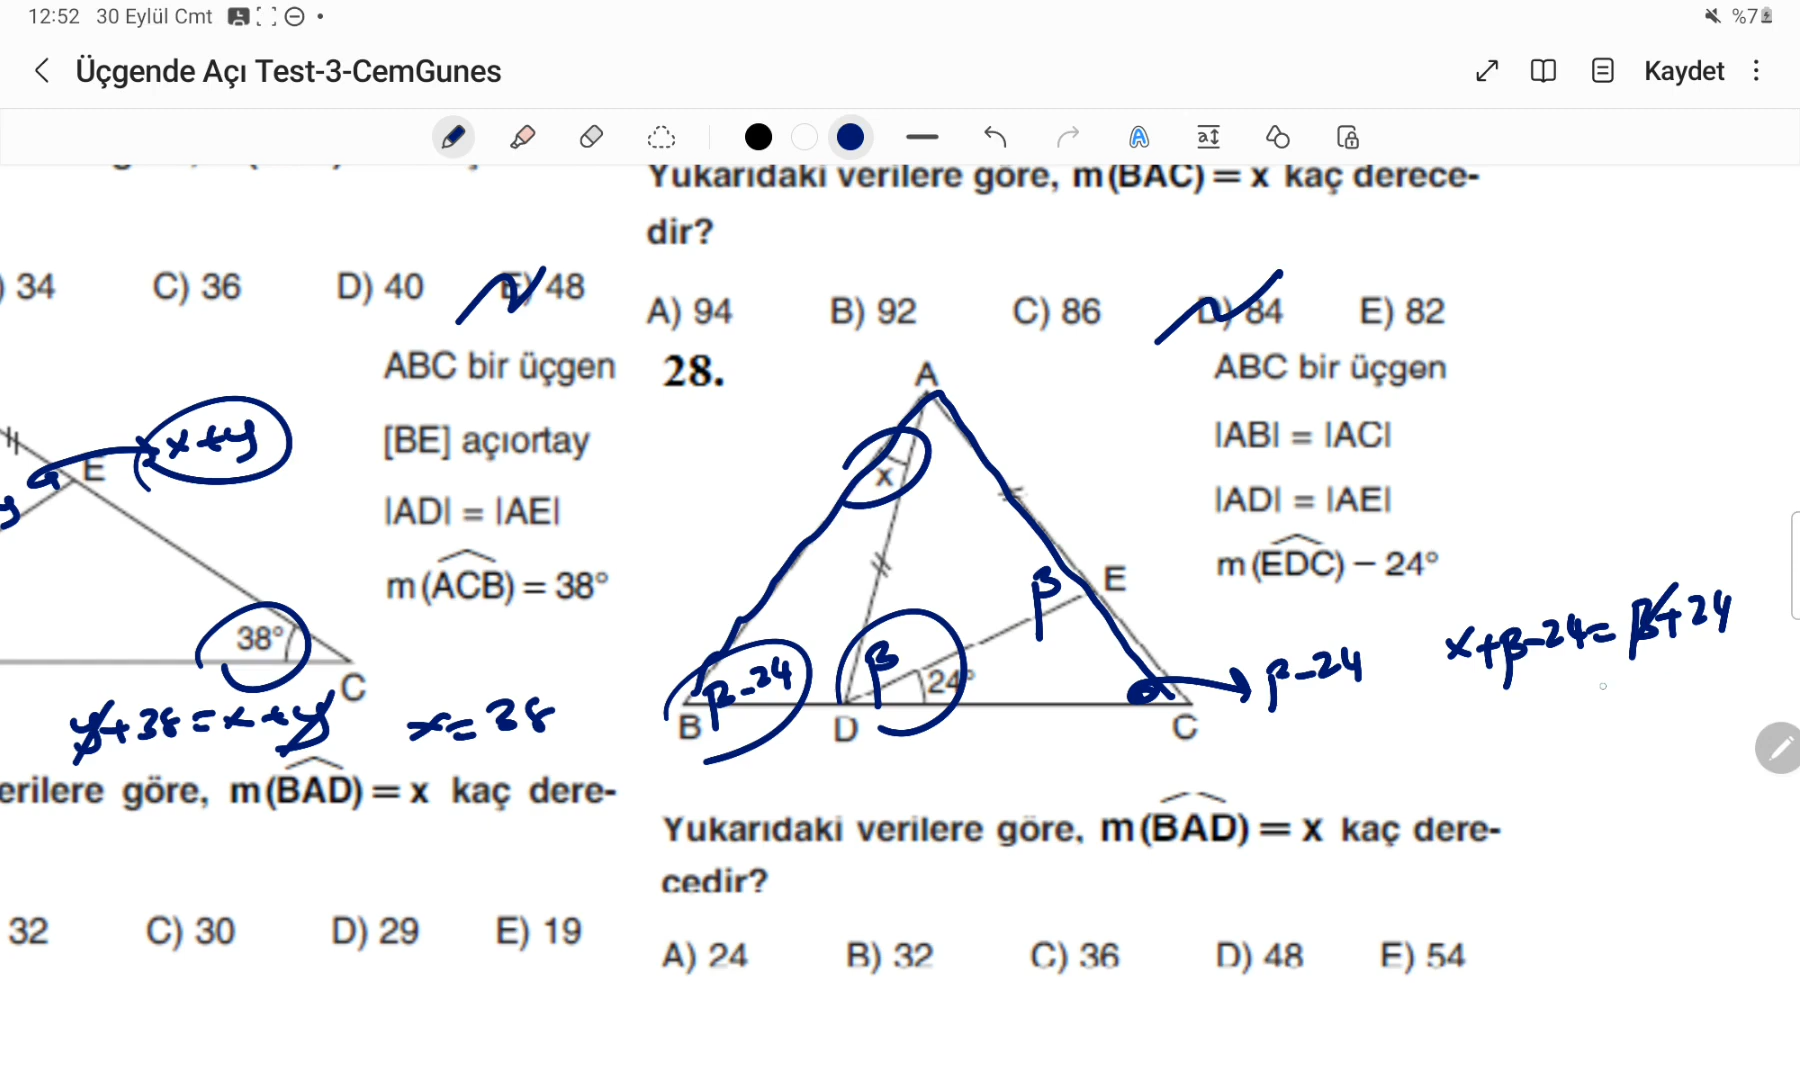 12:52 30 Eylül Cmt
%7
Üçgende Açı Test-3-CemGunes
Kaydet
34 C) 36 D) 40 E) 48
ABC bir üçgen
[BE] açıortay
|AD| = |AE|
m(ACB) = 38°
x+y
E
y
38°
C
y+38=x+y x=38
erilere göre, m(BAD) = x kaç dere-
32 C) 30 D) 29 E) 19
Yukarıdaki verilere göre, m(BAC) = x kaç derece-
dir?
A) 94 B) 92 C) 86 D) 84 E) 82
28.
ABC bir üçgen
|AB| = |AC|
|AD| = |AE|
m(EDC) – 24°
A
x
β
E
β-24
β
24°
β-24
B D C
x+β-24=β+24
Yukarıdaki verilere göre, m(BAD) = x kaç dere-
cedir?
A) 24 B) 32 C) 36 D) 48 E) 54